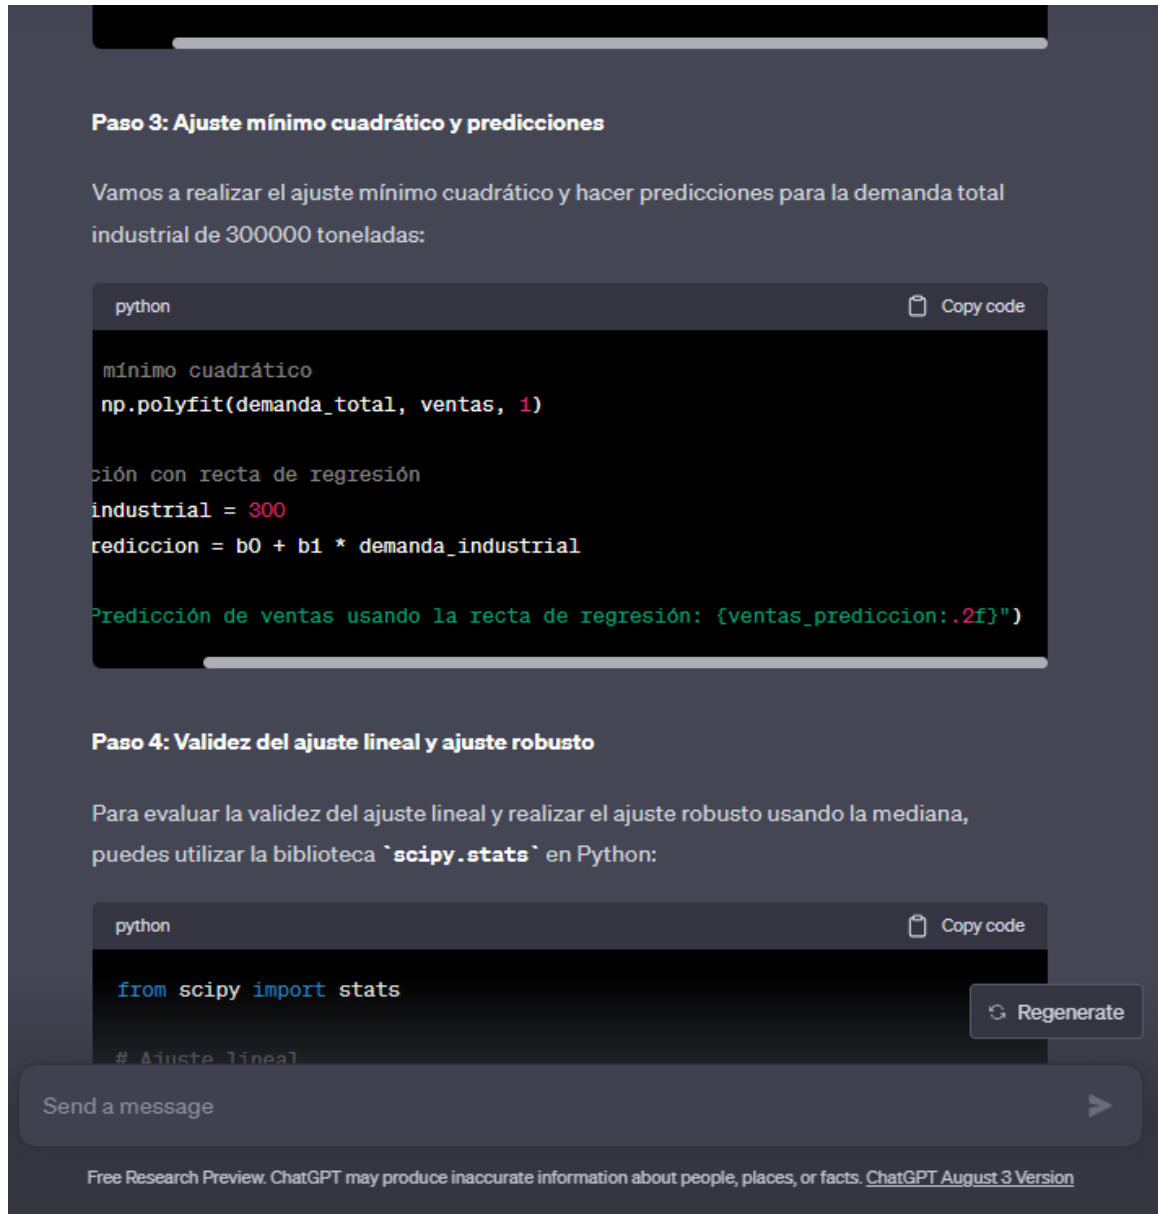 Paso 3: Ajuste mínimo cuadrático y predicciones
Vamos a realizar el ajuste mínimo cuadrático y hacer predicciones para la demanda total
industrial de 300000 toneladas:
python Copy code
mínimo cuadrático
np.polyfit(demanda_total, ventas, 1)
ción con recta de regresión
industrial = 300
rediccion = b0 + b1 * demanda_industrial
Predicción de ventas usando la recta de regresión: {ventas_prediccion:.2f}")
Paso 4: Validez del ajuste lineal y ajuste robusto
Para evaluar la validez del ajuste lineal y realizar el ajuste robusto usando la mediana,
puedes utilizar la biblioteca `scipy.stats` en Python:
python Copy code
from scipy import stats
Regenerate
# Ajuste lineal
Send a message
Free Research Preview. ChatGPT may produce inaccurate information about people, places, or facts. ChatGPT August 3 Version